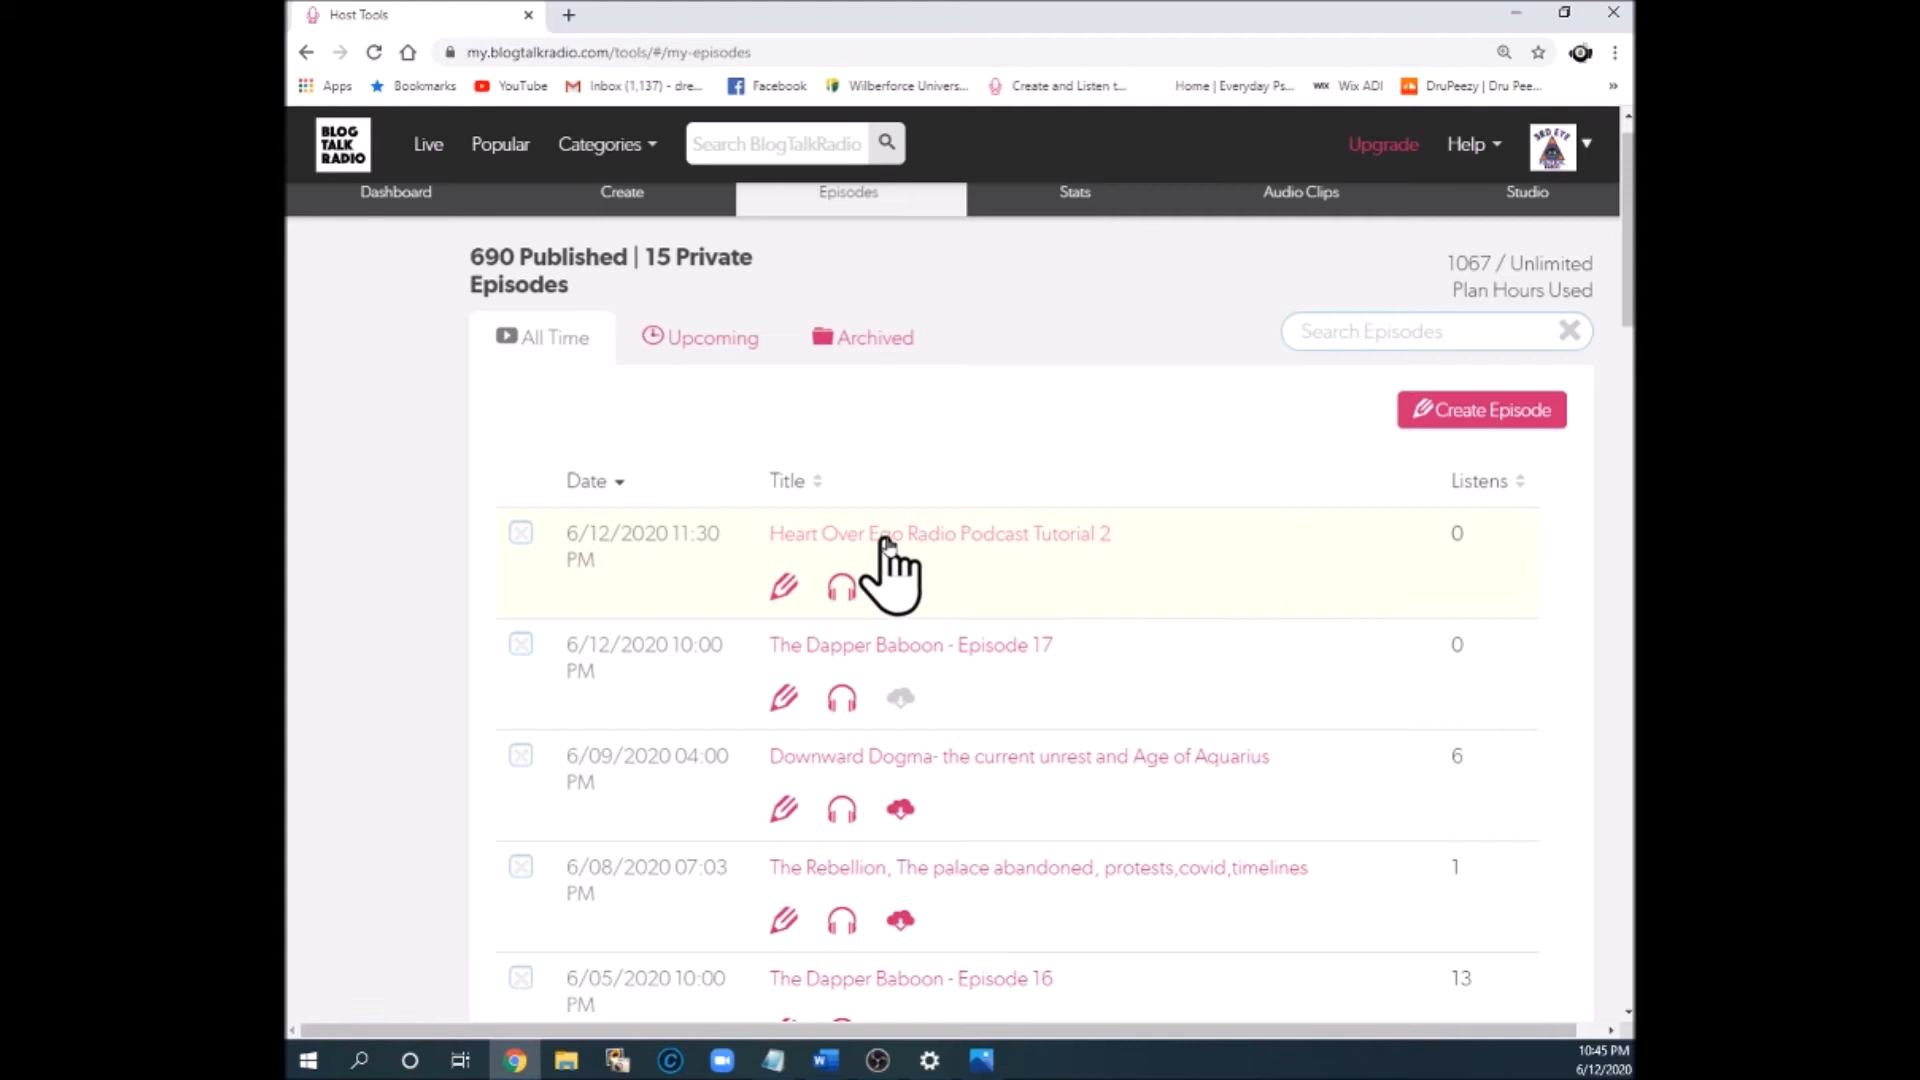 Host Tools
my.blogtalkradio.com/tools/#/my-episodes
Apps Bookmarks YouTube Inbox (1,137) - dre... Facebook Wilberforce Univers... Create and Listen t... Home | Everyday Ps... WIX Wix ADI DruPeezy | Dru Pee... »
BLOG TALK RADIO Live Popular Categories Search BlogTalkRadio Upgrade Help 3RD EYE
Dashboard Create Episodes Stats Audio Clips Studio
690 Published | 15 Private
Episodes
1067 / Unlimited
Plan Hours Used
All Time Upcoming Archived Search Episodes
Create Episode
Date Title Listens
6/12/2020 11:30 PM Heart Over Ego Radio Podcast Tutorial 2 0
6/12/2020 10:00 PM The Dapper Baboon - Episode 17 0
6/09/2020 04:00 PM Downward Dogma- the current unrest and Age of Aquarius 6
6/08/2020 07:03 PM The Rebellion, The palace abandoned, protests,covid,timelines 1
6/05/2020 10:00 PM The Dapper Baboon - Episode 16 13
10:45 PM
6/12/2020